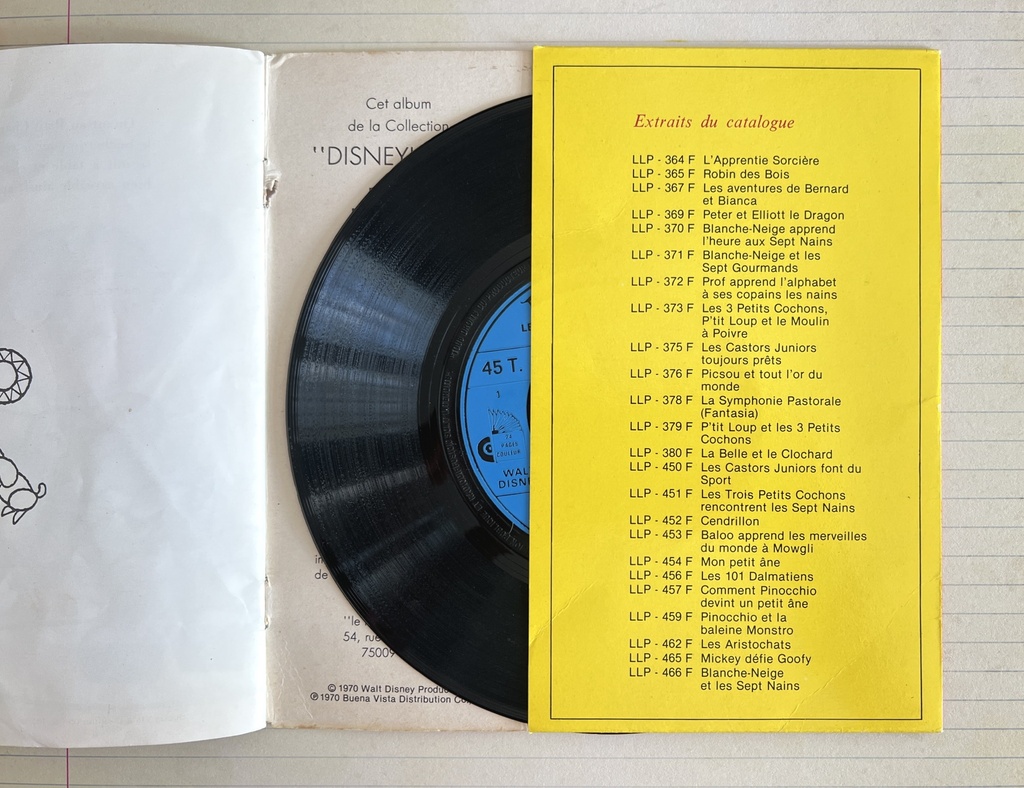 Cet album
de la Collection
"DISNEY
in
de
"le
54, rue
75009
© 1970 Walt Disney
℗ 1970 Buena Vista Distribution
LE
45 T.
WAL
DISN
Extraits du catalogue
LLP - 364 F L'Apprentie Sorcière
LLP - 365 F Robin des Bois
LLP - 367 F Les aventures de Bernard
et Bianca
LLP - 369 F Peter et Elliott le Dragon
LLP - 370 F Blanche-Neige apprend
l'heure aux Sept Nains
LLP - 371 F Blanche-Neige et les
Sept Gourmands
LLP - 372 F Prof apprend l'alphabet
à ses copains les nains
LLP - 373 F Les 3 Petits Cochons,
P'tit Loup et le Moulin
à Poivre
LLP - 375 F Les Castors Juniors
toujours prêts
LLP - 376 F Picsou et tout l'or du
monde
LLP - 378 F La Symphonie Pastorale
(Fantasia)
LLP - 379 F P'tit Loup et les 3 Petits
Cochons
LLP - 380 F La Belle et le Clochard
LLP - 450 F Les Castors Juniors font du
Sport
LLP - 451 F Les Trois Petits Cochons
rencontrent les Sept Nains
LLP - 452 F Cendrillon
LLP - 453 F Baloo apprend les merveilles
du monde à Mowgli
LLP - 454 F Mon petit âne
LLP - 456 F Les 101 Dalmatiens
LLP - 457 F Comment Pinocchio
devint un petit âne
LLP - 459 F Pinocchio et la
baleine Monstro
LLP - 462 F Les Aristochats
LLP - 465 F Mickey défie Goofy
LLP - 466 F Blanche-Neige
et les Sept Nains